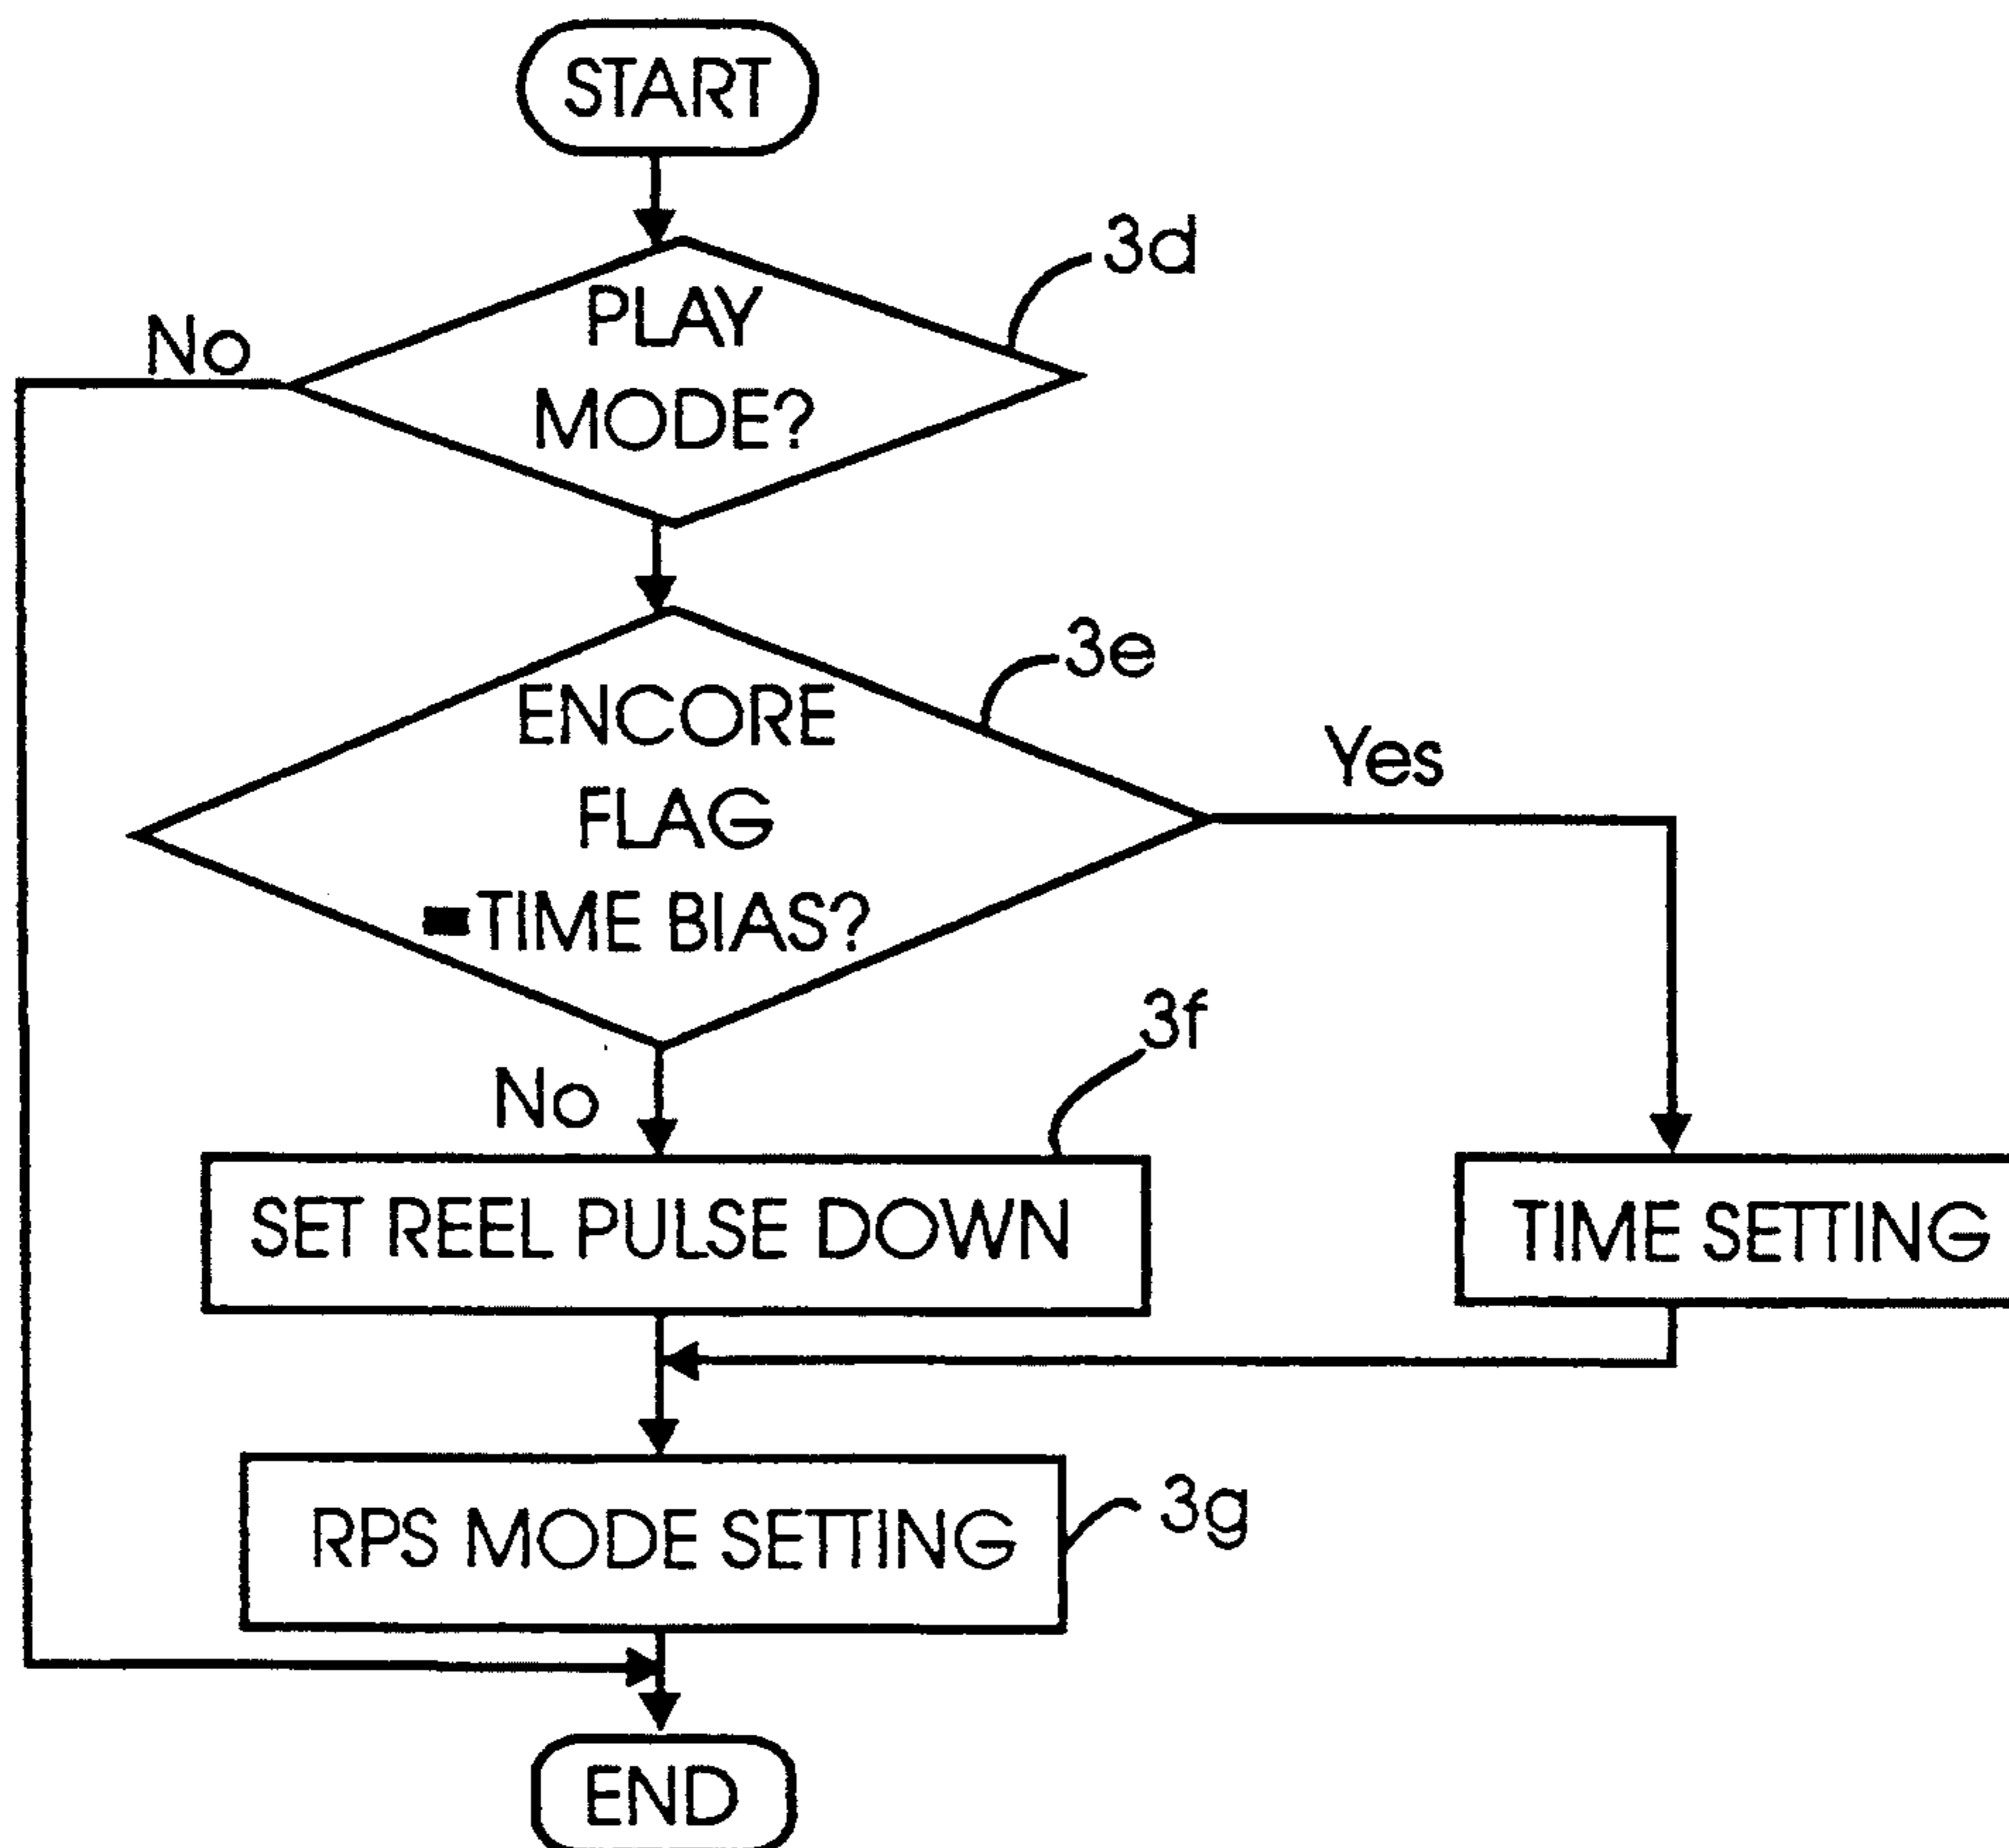 START
3d
No
PLAY
MODE?
3e
ENCORE
FLAG
Yes
TIME BIAS?
3f
No
SET REEL PULSE DOWN
TIME SETTING
RPS MODE SETTING
3g
END